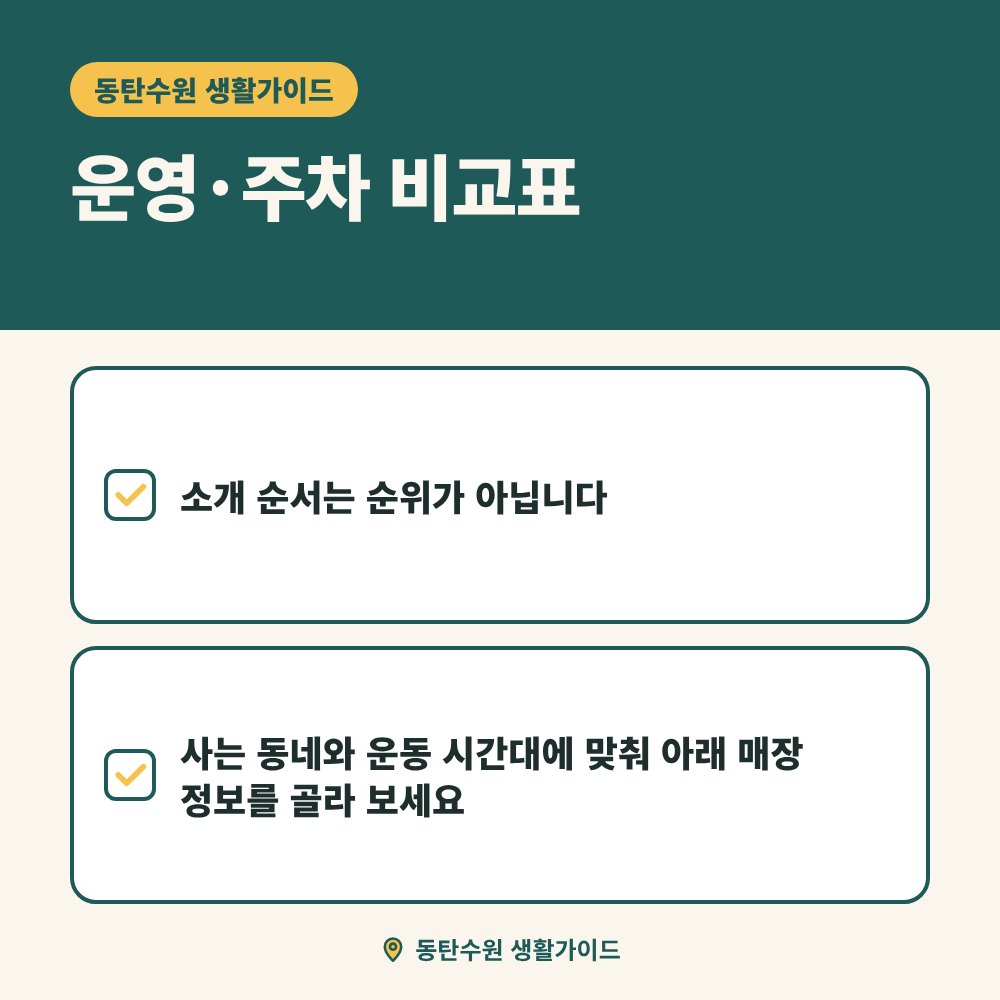 동탄수원 생활가이드
운영·주차 비교표
소개 순서는 순위가 아닙니다
사는 동네와 운동 시간대에 맞춰 아래 매장
정보를 골라 보세요
동탄수원 생활가이드